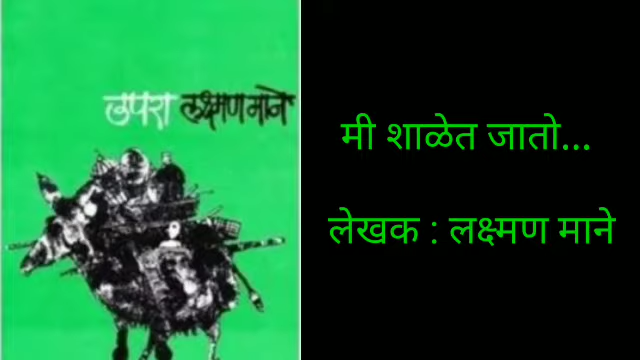 उपरा लक्ष्मण माने
मी शाळेत जातो...
लेखक : लक्ष्मण माने